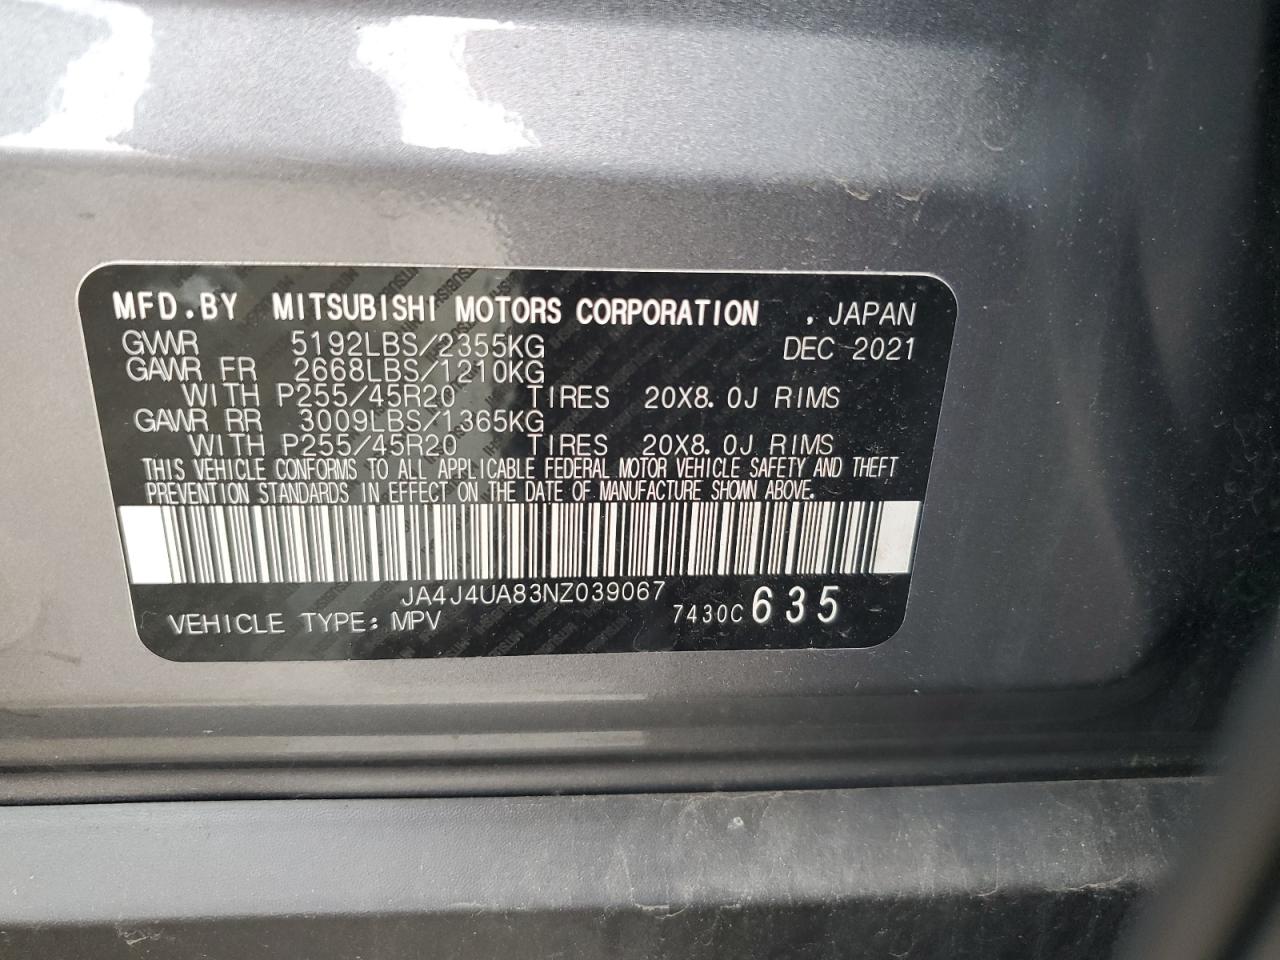 MFD.BY MITSUBISHI MOTORS CORPORATION , JAPAN
GVWR 5192LBS/2355KG DEC 2021
GAWR FR 2668LBS/1210KG
WITH P255/45R20 TIRES 20X8.0J RIMS
GAWR RR 3009LBS/1365KG
WITH P255/45R20 TIRES 20X8.0J RIMS
THIS VEHICLE CONFORMS TO ALL APPLICABLE FEDERAL MOTOR VEHICLE SAFETY AND THEFT
PREVENTION STANDARDS IN EFFECT ON THE DATE OF MANUFACTURE SHOWN ABOVE.
JA4J4UA83NZ039067
VEHICLE TYPE: MPV 7430C 635